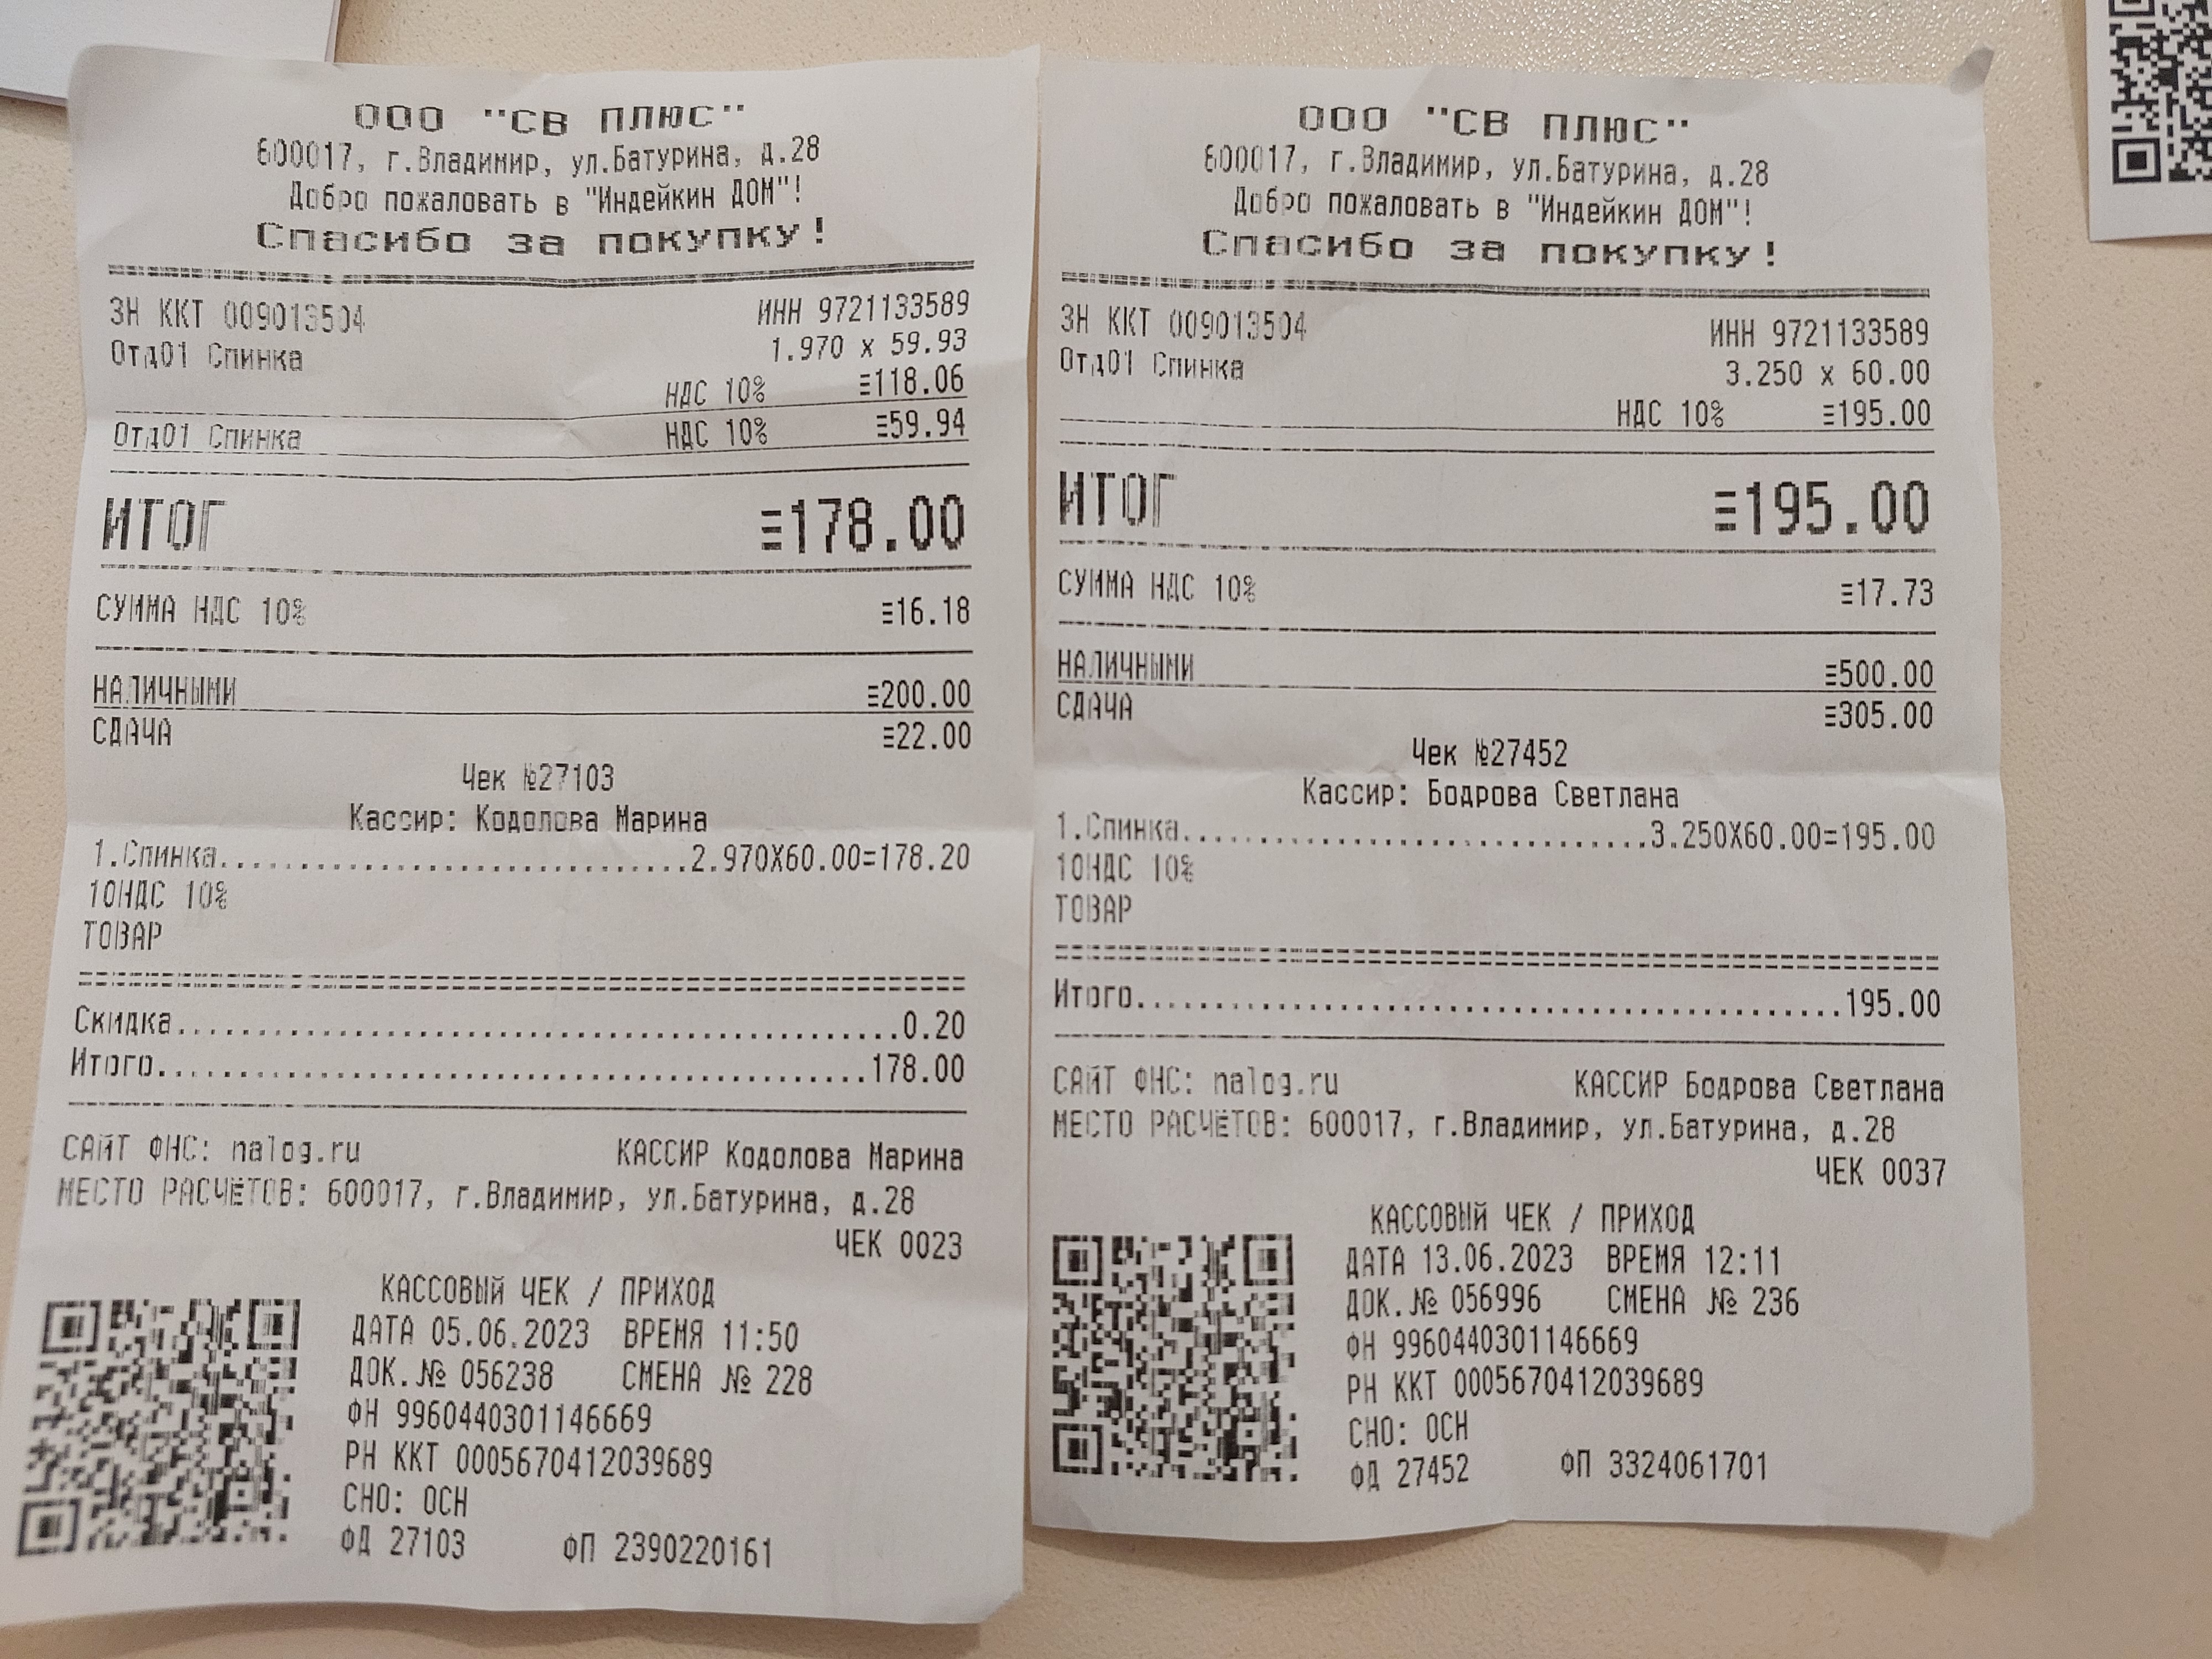 ООО "СВ ПЛЮС"
600017, г.Владимир, ул.Батурина, д.28
Добро пожаловать в "Индейкин ДОМ"!
Спасибо за покупку!
ЗН ККТ 009013504 ИНН 9721133589
Отд01 Спинка 1.970 x 59.93
НДС 10% ≡118.06
Отд01 Спинка НДС 10% ≡59.94
ИТОГ ≡178.00
СУММА НДС 10% ≡16.18
НАЛИЧНЫМИ ≡200.00
СДАЧА ≡22.00
Чек №27103
Кассир: Кодолова Марина
1.Спинка...........................2.970X60.00=178.20
10НДС 10%
ТОВАР
Скидка.........................................0.20
Итого........................................178.00
САЙТ ФНС: nalog.ru КАССИР Кодолова Марина
МЕСТО РАСЧЁТОВ: 600017, г.Владимир, ул.Батурина, д.28
ЧЕК 0023
КАССОВЫЙ ЧЕК / ПРИХОД
ДАТА 05.06.2023 ВРЕМЯ 11:50
ДОК.№ 056238 СМЕНА № 228
ФН 9960440301146669
РН ККТ 0005670412039689
СНО: ОСН
ФД 27103 ФП 2390220161
ООО "СВ ПЛЮС"
600017, г.Владимир, ул.Батурина, д.28
Добро пожаловать в "Индейкин ДОМ"!
Спасибо за покупку!
ЗН ККТ 009013504 ИНН 9721133589
Отд01 Спинка 3.250 x 60.00
НДС 10% ≡195.00
ИТОГ ≡195.00
СУММА НДС 10% ≡17.73
НАЛИЧНЫМИ ≡500.00
СДАЧА ≡305.00
Чек №27452
Кассир: Бодрова Светлана
1.Спинка...........................3.250X60.00=195.00
10НДС 10%
ТОВАР
Итого........................................195.00
САЙТ ФНС: nalog.ru КАССИР Бодрова Светлана
МЕСТО РАСЧЁТОВ: 600017, г.Владимир, ул.Батурина, д.28
ЧЕК 0037
КАССОВЫЙ ЧЕК / ПРИХОД
ДАТА 13.06.2023 ВРЕМЯ 12:11
ДОК.№ 056996 СМЕНА № 236
ФН 9960440301146669
РН ККТ 0005670412039689
СНО: ОСН
ФД 27452 ФП 3324061701